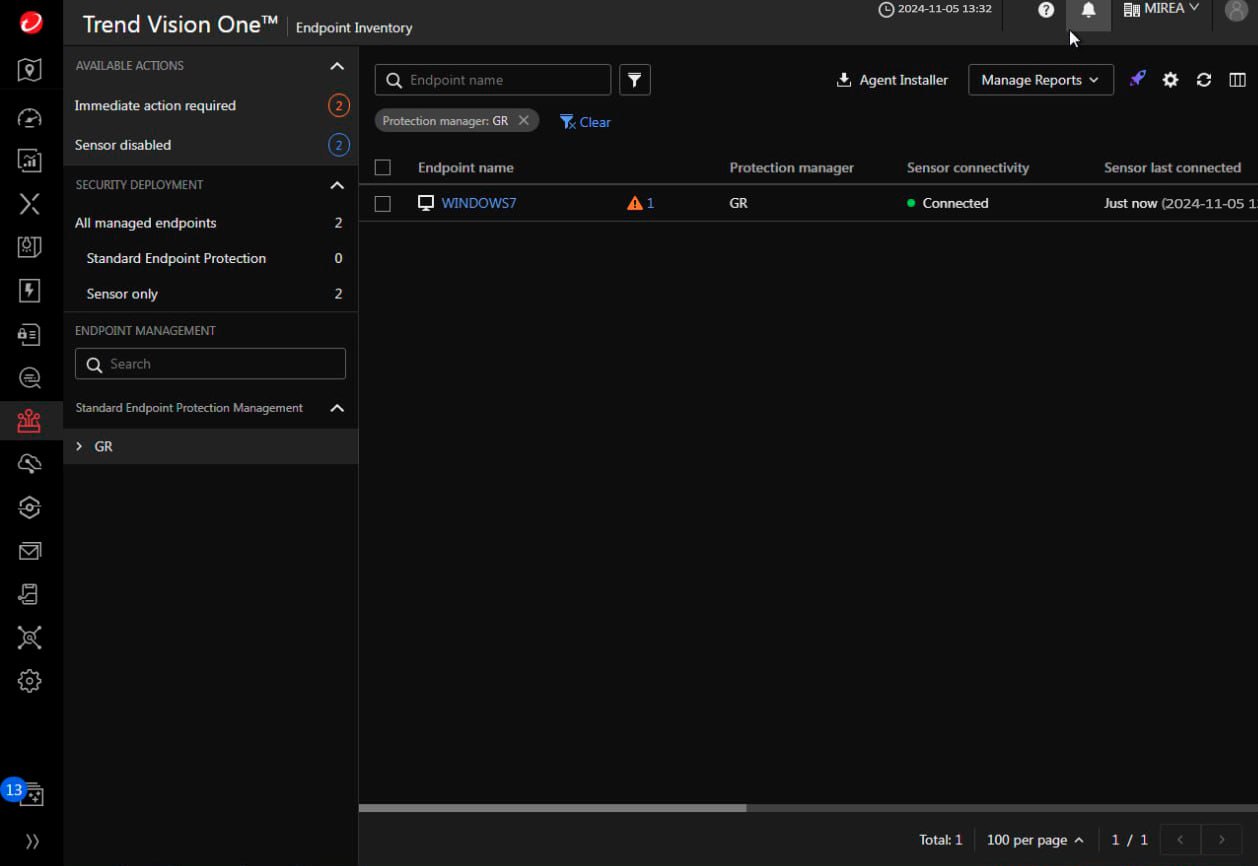 Trend Vision One™ Endpoint Inventory
2024-11-05 13:32
MIREA
AVAILABLE ACTIONS
Immediate action required 2
Sensor disabled 2
SECURITY DEPLOYMENT
All managed endpoints 2
Standard Endpoint Protection 0
Sensor only 2
ENDPOINT MANAGEMENT
Search
Standard Endpoint Protection Management
GR
13
Endpoint name
Agent Installer
Manage Reports
Protection manager: GR
Clear
Endpoint name Protection manager Sensor connectivity Sensor last connected
WINDOWS7 1 GR Connected Just now (2024-11-05 1
Total: 1 100 per page 1 / 1